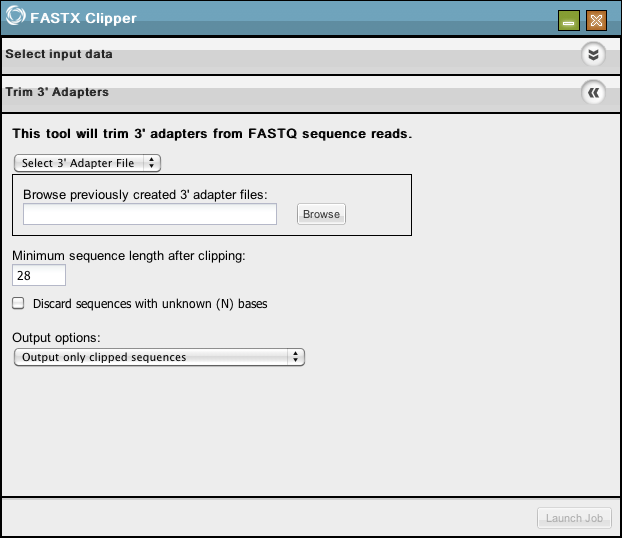 FASTX Clipper
Select input data
Trim 3' Adapters
This tool will trim 3' adapters from FASTQ sequence reads.
Select 3' Adapter File
Browse previously created 3' adapter files:
Browse
Minimum sequence length after clipping:
28
Discard sequences with unknown (N) bases
Output options:
Output only clipped sequences
Launch Job